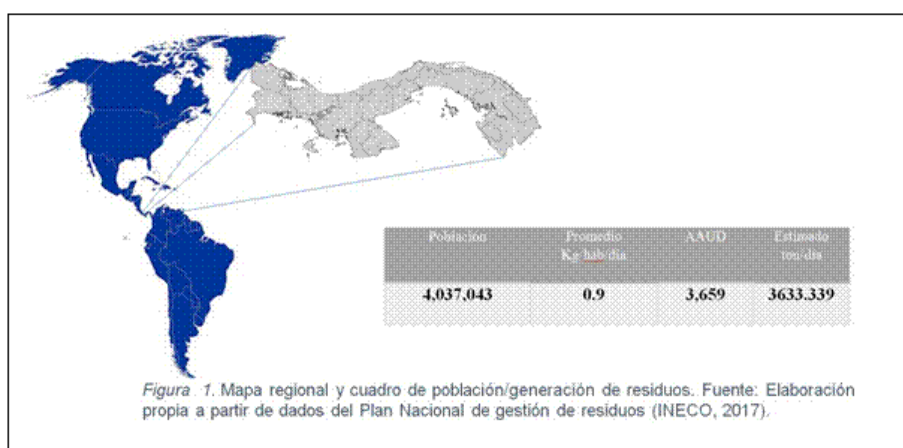 Población Promedio Kg/hab/dia AAUD Estimado ton/dia
4,037,043 0.9 3,659 3633.339
Figura 1. Mapa regional y cuadro de población/generación de residuos. Fuente: Elaboración
propia a partir de dados del Plan Nacional de gestión de residuos (INECO, 2017).